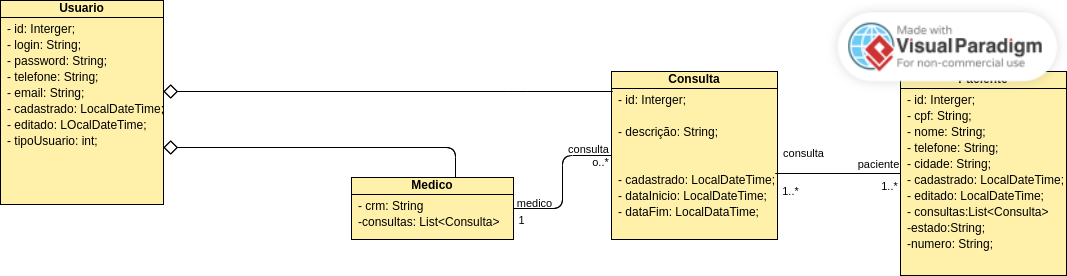 Usuario
- id: Interger;
- login: String;
- password: String;
- telefone: String;
- email: String;
- cadastrado: LocalDateTime;
- editado: LOcalDateTime;
- tipoUsuario: int;
Medico
- crm: String
-consultas: List<Consulta>
medico
1
consulta
o..*
Consulta
- id: Interger;
- descrição: String;
- cadastrado: LocalDateTime;
- dataInicio: LocalDateTime;
- dataFim: LocalDataTime;
consulta
1..*
paciente
1..*
Made with
Visual Paradigm
For non-commercial use
Paciente
- id: Interger;
- cpf: String;
- nome: String;
- telefone: String;
- cidade: String;
- cadastrado: LocalDateTime;
- editado: LocalDateTime;
- consultas:List<Consulta>
-estado:String;
-numero: String;